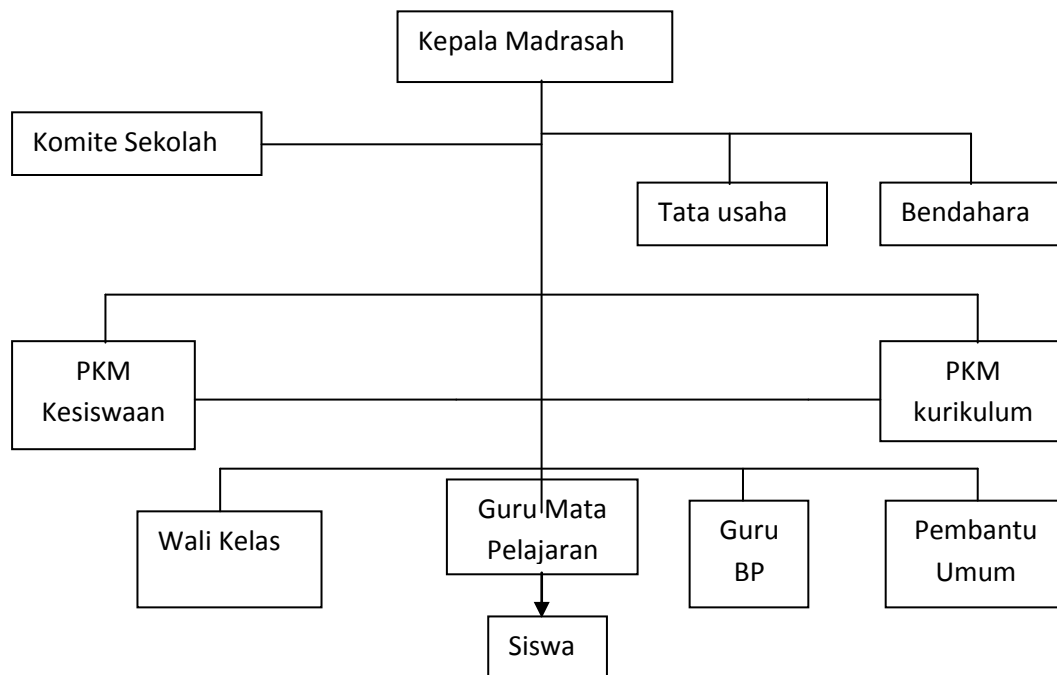 Kepala Madrasah
Komite Sekolah
Tata usaha
Bendahara
PKM
Kesiswaan
PKM
kurikulum
Wali Kelas
Guru Mata
Pelajaran
Guru
BP
Pembantu
Umum
Siswa